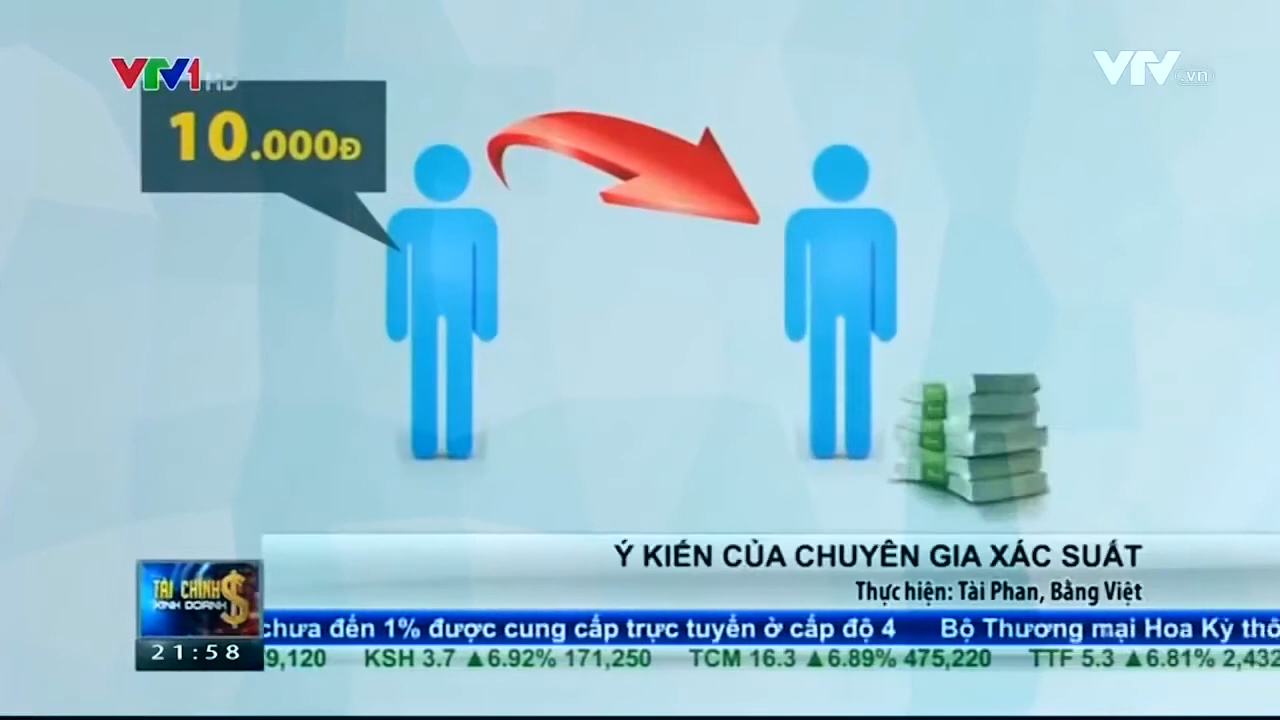 VTV1 HD
VTV.vn
10.000Đ
Ý KIẾN CỦA CHUYÊN GIA XÁC SUẤT
Thực hiện: Tài Phan, Bằng Việt
TÀI CHÍNH
KINH DOANH
chưa đến 1% được cung cấp trực tuyến ở cấp độ 4 Bộ Thương mại Hoa Kỳ thô
21:58
9,120 KSH 3.7 ▲6.92% 171,250 TCM 16.3 ▲6.89% 475,220 TTF 5.3 ▲6.81% 2,432